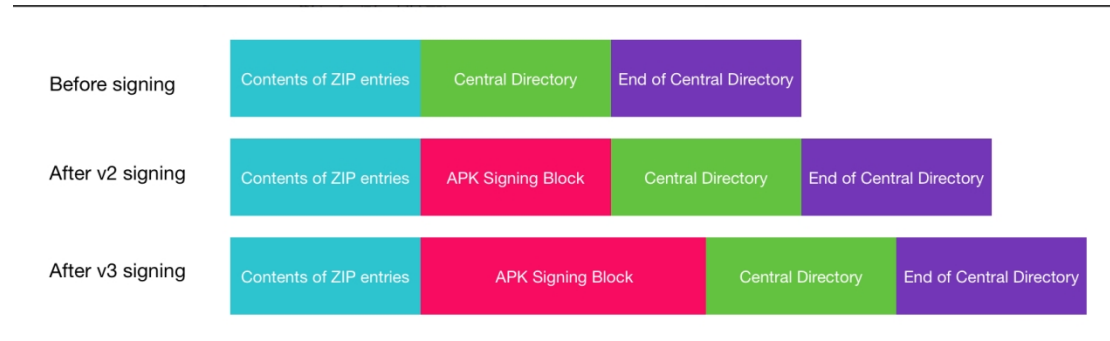 Before signing
Contents of ZIP entries
Central Directory
End of Central Directory
After v2 signing
Contents of ZIP entries
APK Signing Block
Central Directory
End of Central Directory
After v3 signing
Contents of ZIP entries
APK Signing Block
Central Directory
End of Central Directory